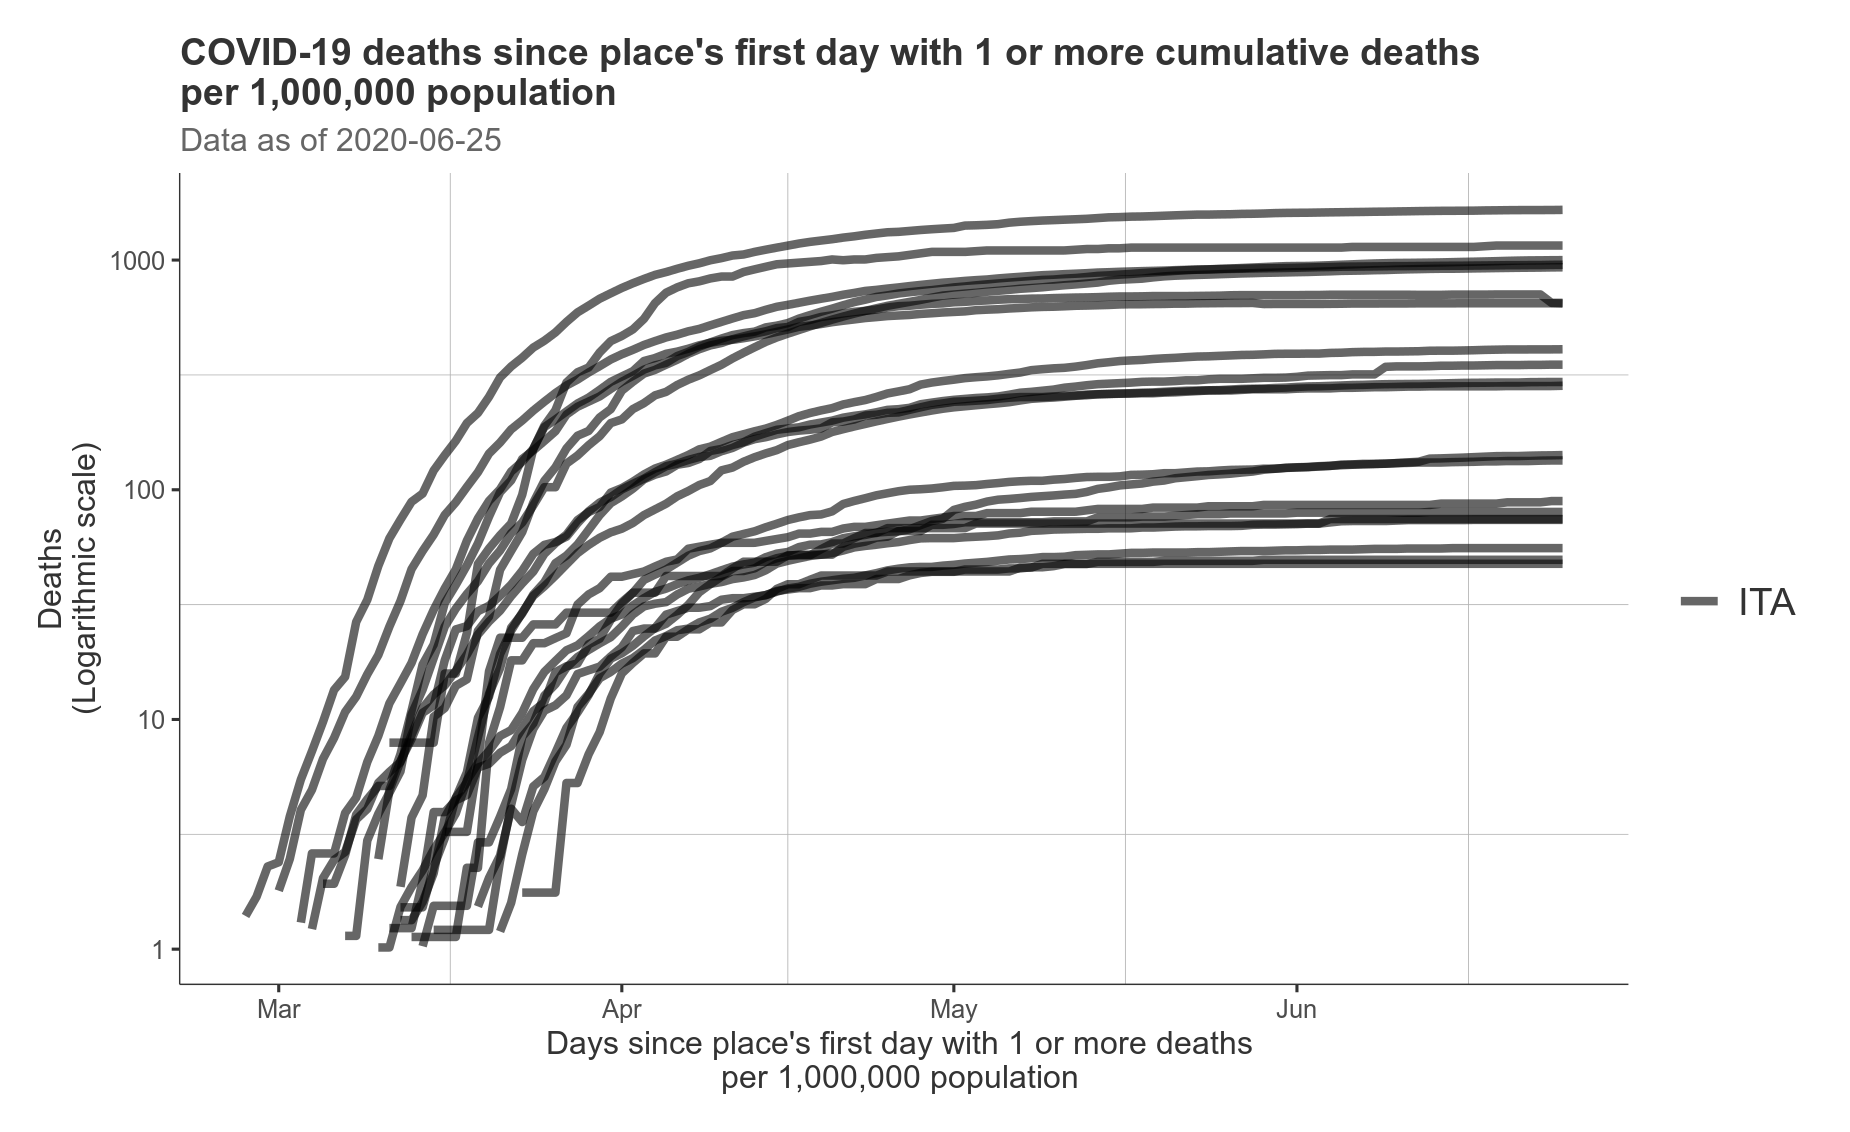 COVID-19 deaths since place's first day with 1 or more cumulative deaths
per 1,000,000 population
Data as of 2020-06-25
Deaths
(Logarithmic scale)
1000
100
10
1
Mar
Apr
May
Jun
Days since place's first day with 1 or more deaths
per 1,000,000 population
ITA